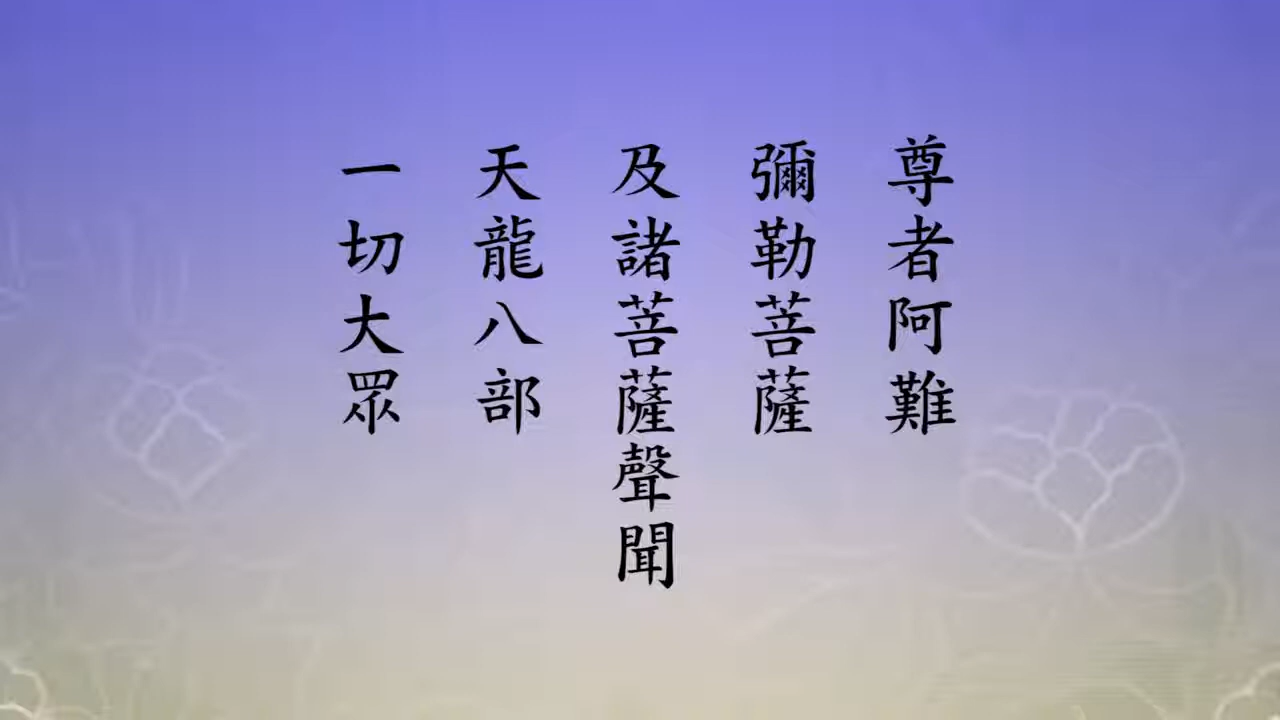 尊者阿難
彌勒菩薩
及諸菩薩聲聞
天龍八部
一切大眾